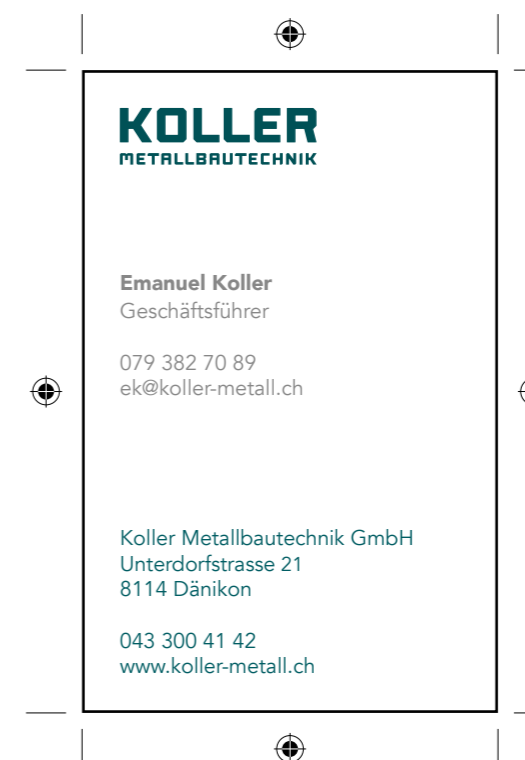 KOLLER
METALLBAUTECHNIK
Emanuel Koller
Geschäftsführer
079 382 70 89
ek@koller-metall.ch
Koller Metallbautechnik GmbH
Unterdorfstrasse 21
8114 Dänikon
043 300 41 42
www.koller-metall.ch